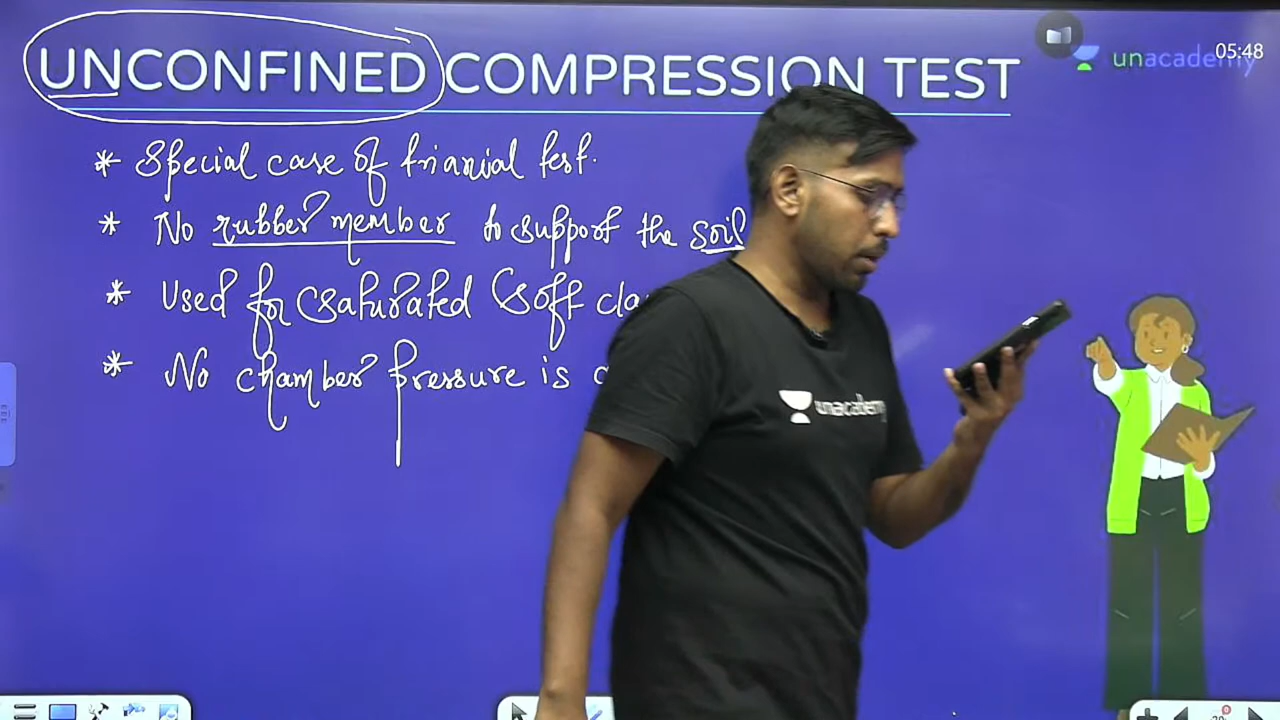 UNCONFINED COMPRESSION TEST
unacademy
05:48
* Special case of triaxial test.
* No rubber member to support the soil
* Used for saturated soft cla
* No chamber pressure is
unacademy